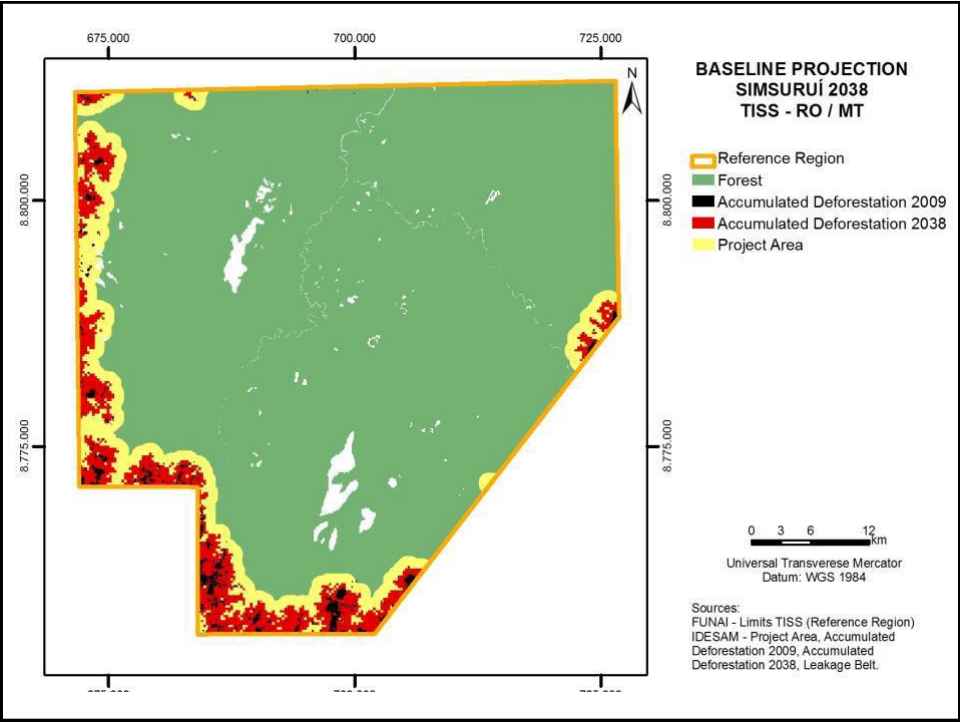 675.000 700.000 725.000
N
BASELINE PROJECTION
SIMSURUÍ 2038
TISS - RO / MT
Reference Region
Forest
Accumulated Deforestation 2009
Accumulated Deforestation 2038
Project Area
8.800.000
8.800.000
8.775.000
8.775.000
0 3 6 12
km
Universal Transverese Mercator
Datum: WGS 1984
Sources:
FUNAI - Limits TISS (Reference Region)
IDESAM - Project Area, Accumulated
Deforestation 2009, Accumulated
Deforestation 2038, Leakage Belt.